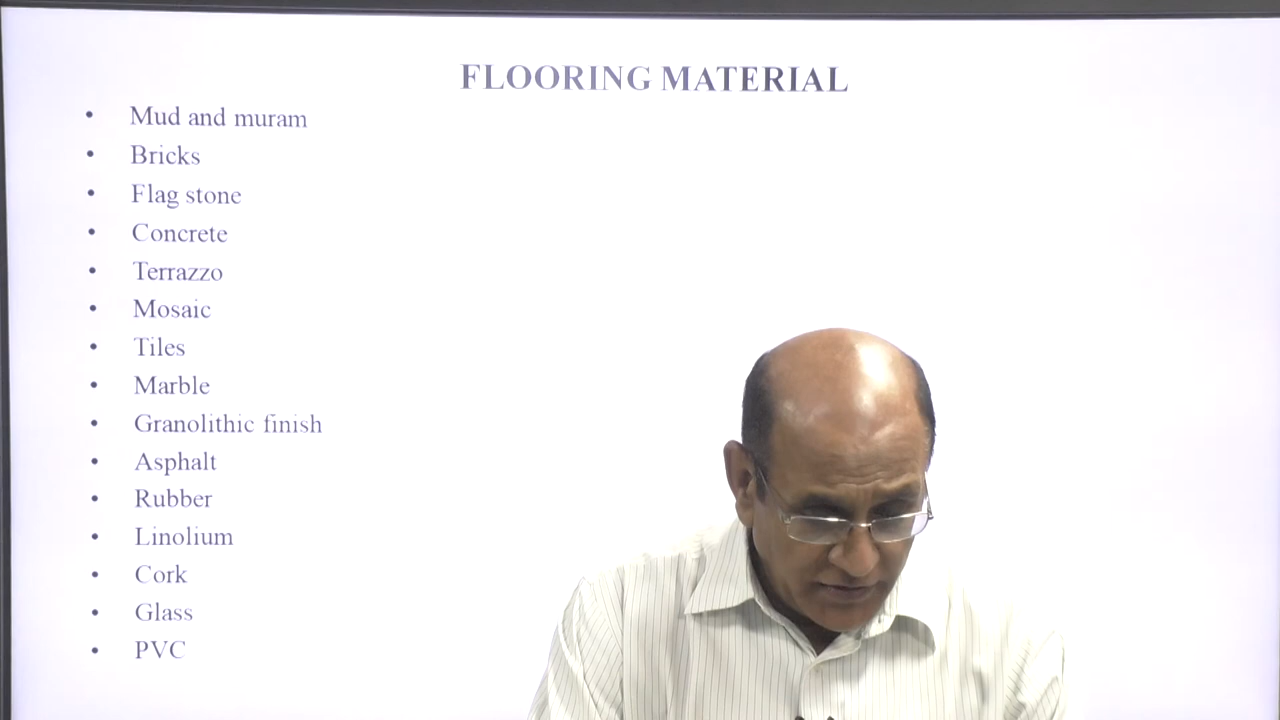 FLOORING MATERIAL
• Mud and muram
• Bricks
• Flag stone
• Concrete
• Terrazzo
• Mosaic
• Tiles
• Marble
• Granolithic finish
• Asphalt
• Rubber
• Linolium
• Cork
• Glass
• PVC